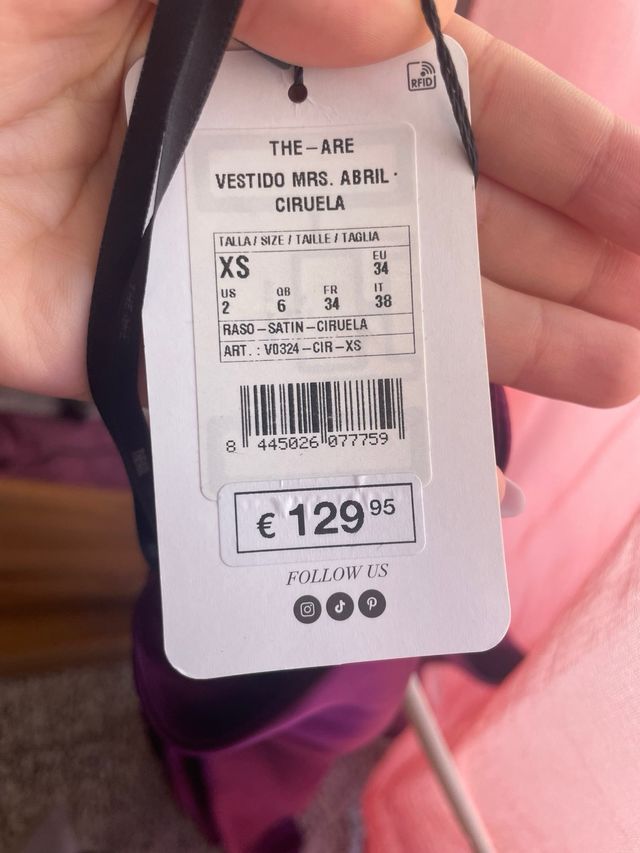 RFID
THE-ARE
VESTIDO MRS. ABRIL ·
CIRUELA
TALLA / SIZE / TAILLE / TAGLIA
XS EU 34
US 2 GB 6 FR 34 IT 38
RASO-SATIN-CIRUELA
ART. : V0324-CIR-XS
8 445026 077759
€ 129 95
FOLLOW US